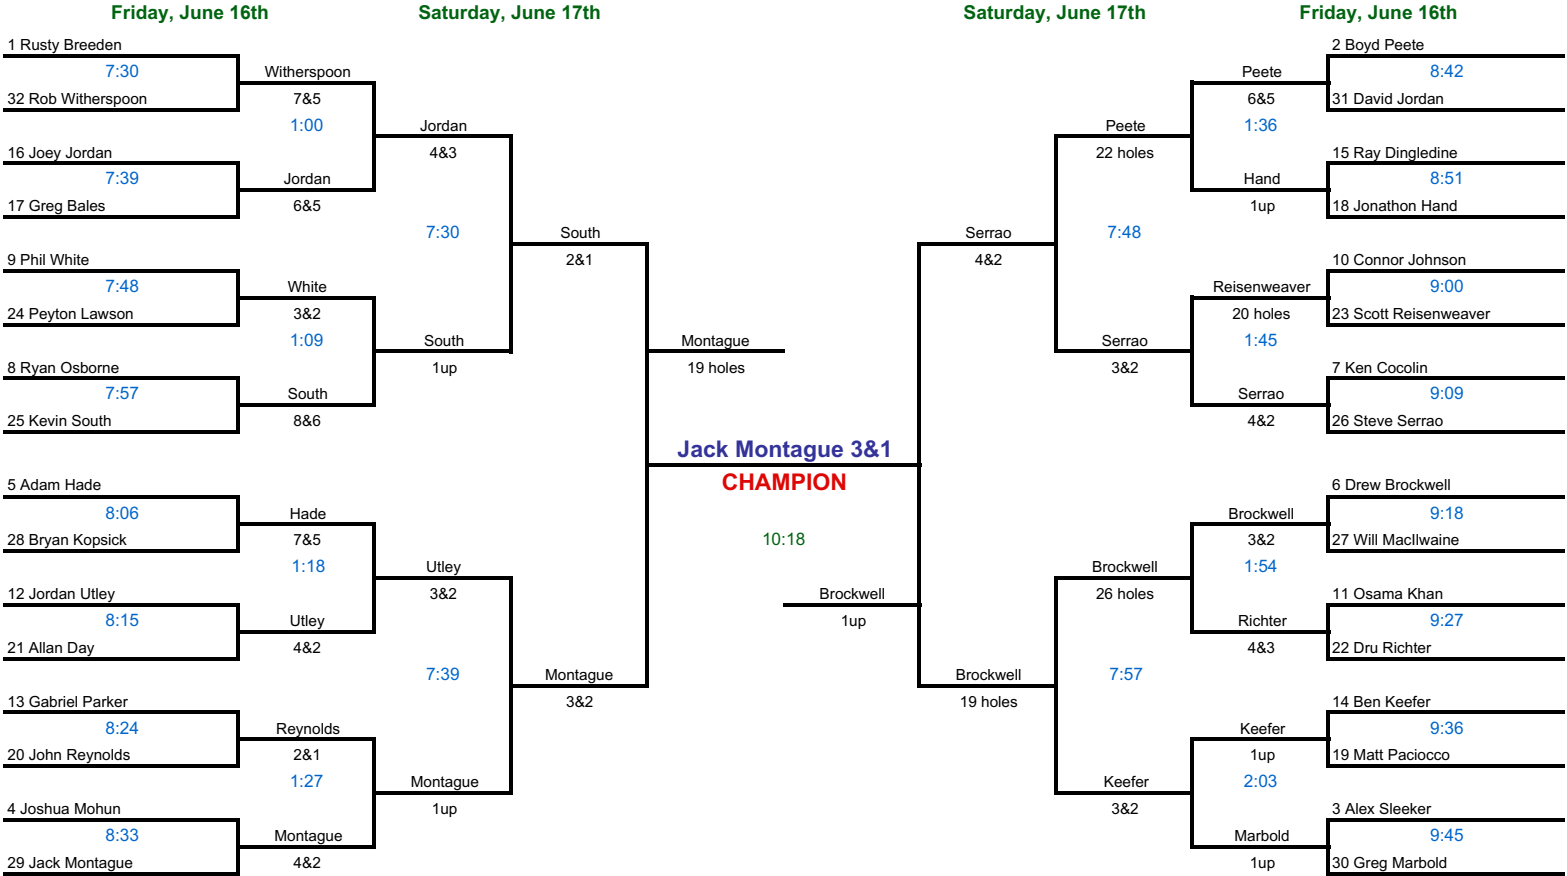 Friday, June 16th
Saturday, June 17th
Saturday, June 17th
Friday, June 16th
1 Rusty Breeden
7:30
32 Rob Witherspoon
16 Joey Jordan
7:39
17 Greg Bales
9 Phil White
7:48
24 Peyton Lawson
8 Ryan Osborne
7:57
25 Kevin South
5 Adam Hade
8:06
28 Bryan Kopsick
12 Jordan Utley
8:15
21 Allan Day
13 Gabriel Parker
8:24
20 John Reynolds
4 Joshua Mohun
8:33
29 Jack Montague
Witherspoon
7&5
1:00
Jordan
6&5
White
3&2
1:09
South
8&6
Hade
7&5
1:18
Utley
4&2
Reynolds
2&1
1:27
Montague
4&2
Jordan
4&3
7:30
South
1up
Utley
3&2
7:39
Montague
1up
South
2&1
Montague
3&2
Montague
19 holes
Jack Montague 3&1
CHAMPION
10:18
Brockwell
1up
Serrao
4&2
Brockwell
19 holes
Peete
22 holes
7:48
Serrao
3&2
Brockwell
26 holes
7:57
Keefer
3&2
Peete
6&5
1:36
Hand
1up
Reisenweaver
20 holes
1:45
Serrao
4&2
Brockwell
3&2
1:54
Richter
4&3
Keefer
1up
2:03
Marbold
1up
2 Boyd Peete
8:42
31 David Jordan
15 Ray Dingledine
8:51
18 Jonathon Hand
10 Connor Johnson
9:00
23 Scott Reisenweaver
7 Ken Cocolin
9:09
26 Steve Serrao
6 Drew Brockwell
9:18
27 Will MacIlwaine
11 Osama Khan
9:27
22 Dru Richter
14 Ben Keefer
9:36
19 Matt Paciocco
3 Alex Sleeker
9:45
30 Greg Marbold